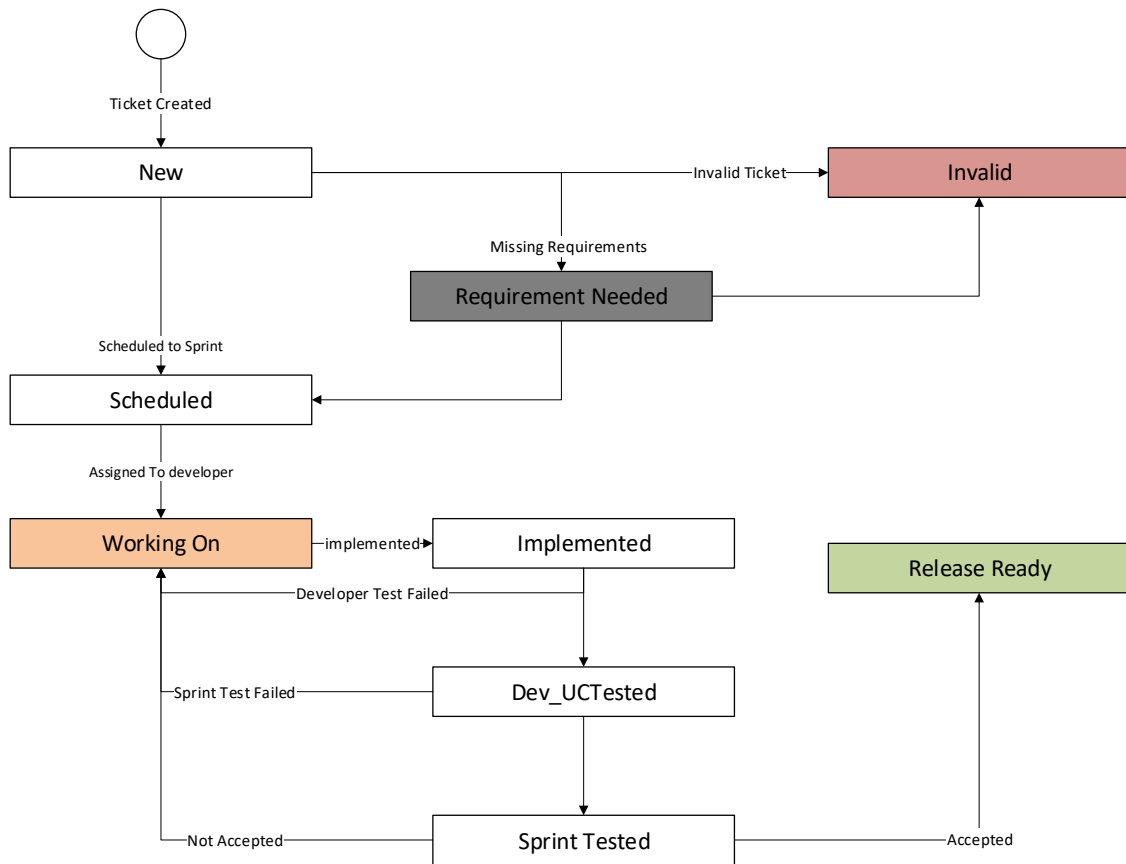 Ticket Created
New
Invalid Ticket
Invalid
Missing Requirements
Requirement Needed
Scheduled to Sprint
Scheduled
Assigned To developer
Working On
implemented
Implemented
Release Ready
Developer Test Failed
Sprint Test Failed
Dev_UCTested
Not Accepted
Sprint Tested
Accepted